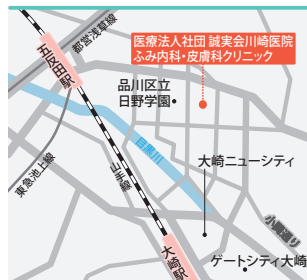 都営浅草線
医療法人社団 誠実会川崎医院
ふみ内科・皮膚科クリニック
五反田駅
品川区立
日野学園
目黒川
東急池上線
山手線
大崎ニューシティ
小関通り
大崎駅
ゲートシティ大崎